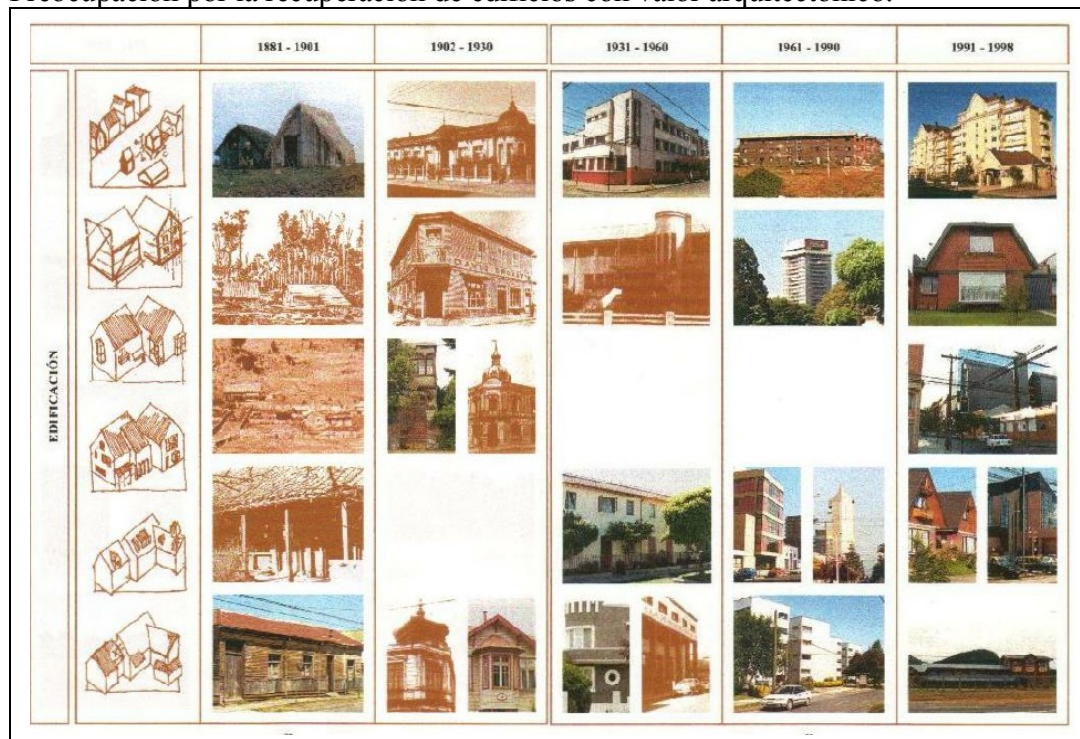 Preocupación por la recuperación de edificios con valor arquitectónico.
1881 - 1901
1902 - 1930
1931 - 1960
1961 - 1990
1991 - 1998
EDIFICACIÓN